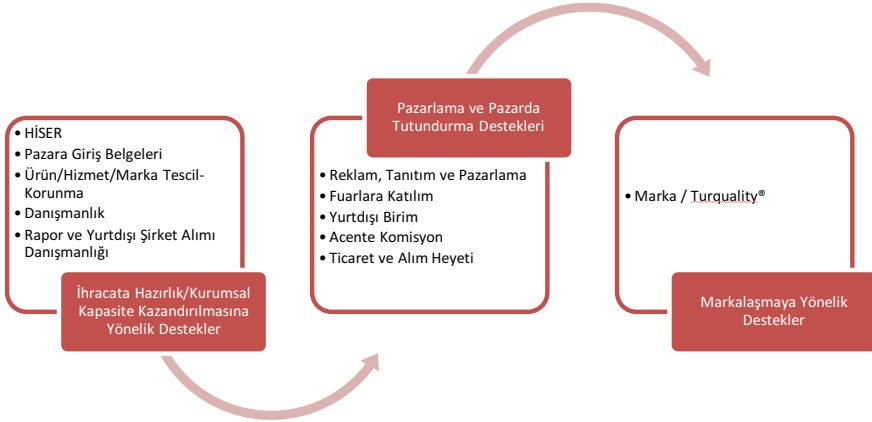 • HİSER
• Pazara Giriş Belgeleri
• Ürün/Hizmet/Marka Tescil-
Korunma
• Danışmanlık
• Rapor ve Yurtdışı Şirket Alımı
Danışmanlığı
İhracata Hazırlık/Kurumsal
Kapasite Kazandırılmasına
Yönelik Destekler
Pazarlama ve Pazarda
Tutundurma Destekleri
• Reklam, Tanıtım ve Pazarlama
• Fuarlara Katılım
• Yurtdışı Birim
• Acente Komisyon
• Ticaret ve Alım Heyeti
• Marka / Turquality®
Markalaşmaya Yönelik
Destekler